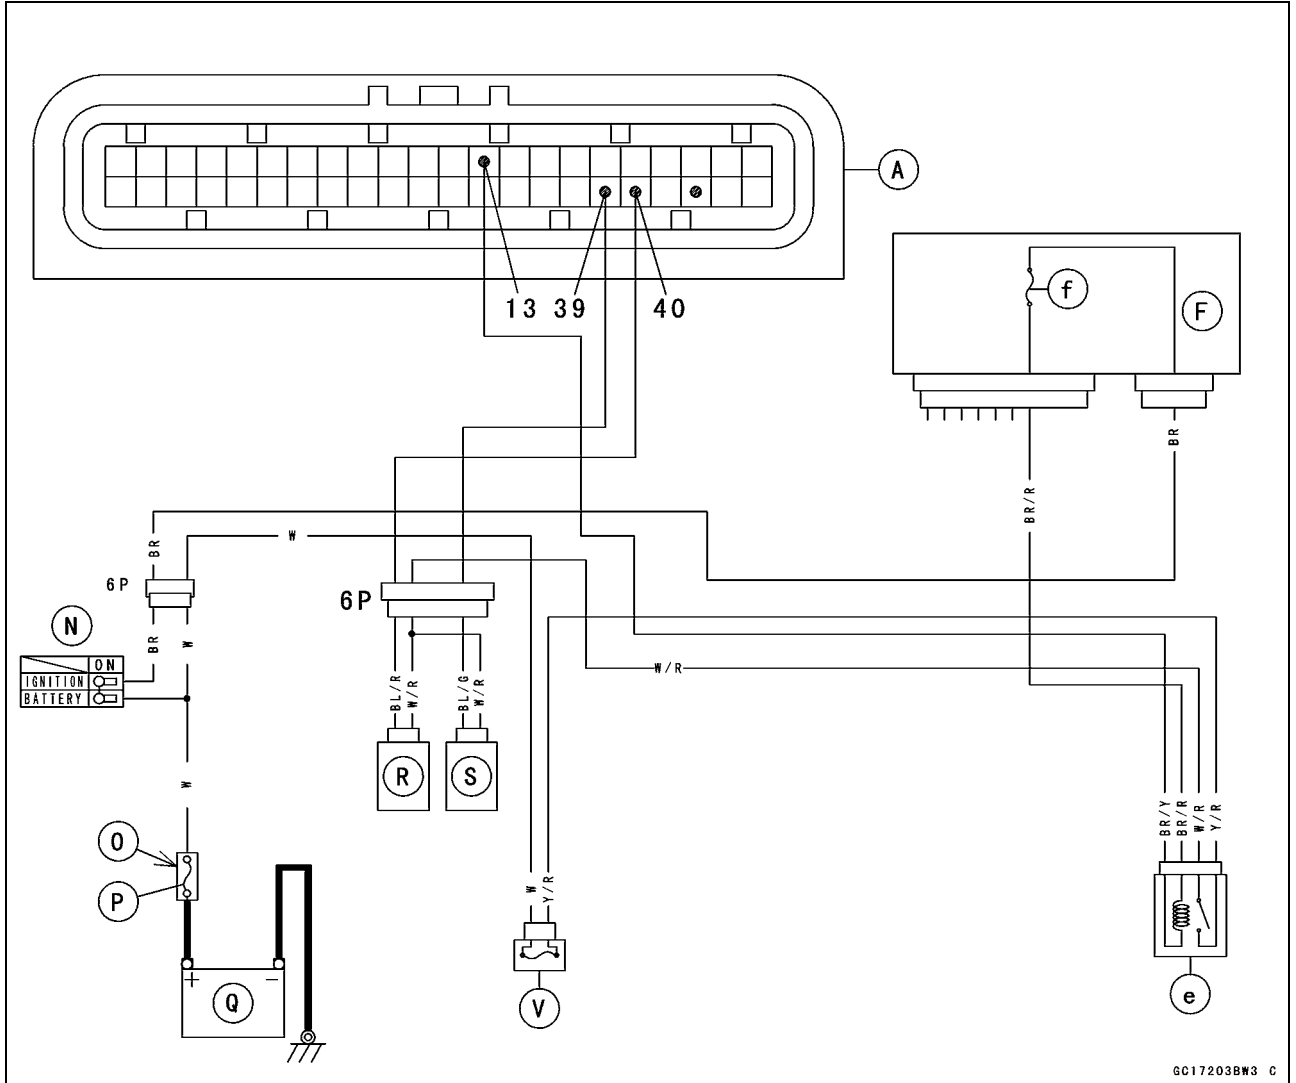 A
13 39 40
f
F
BR
BR/R
BR
W
6P
6P
N
BR
W
ON
IGNITION
BATTERY
W/R
BL/R
W/R
BL/G
W/R
R
S
W
O
P
BR/Y
BR/R
W/R
Y/R
W
Y/R
+
−
Q
V
e
GC17203BW3 C